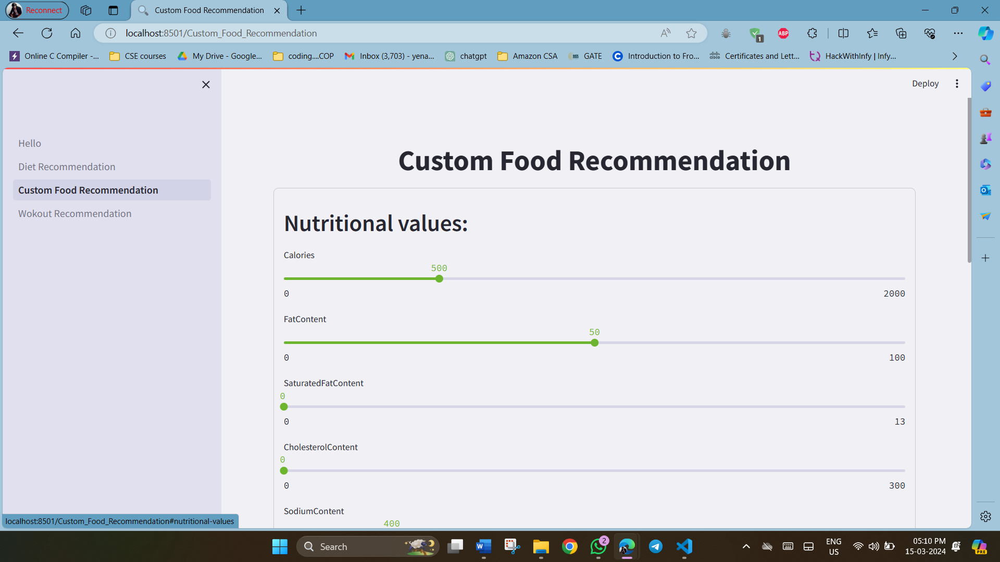 Reconnect
Custom Food Recommendation
localhost:8501/Custom_Food_Recommendation
A))
1
ABP
Online C Compiler -...
CSE courses
My Drive - Google...
coding....COP
Inbox (3,703) - yena...
chatgpt
Amazon CSA
GATE
Introduction to Fro...
Certificates and Lett...
HackWithInfy | Infy...
Deploy
Hello
Diet Recommendation
Custom Food Recommendation
Wokout Recommendation
Custom Food Recommendation
Nutritional values:
Calories
500
0 2000
FatContent
50
0 100
SaturatedFatContent
0
0 13
CholesterolContent
0
0 300
SodiumContent
400
localhost:8501/Custom_Food_Recommendation#nutritional-values
Search
2
ENG
US
05:10 PM
15-03-2024
PRE